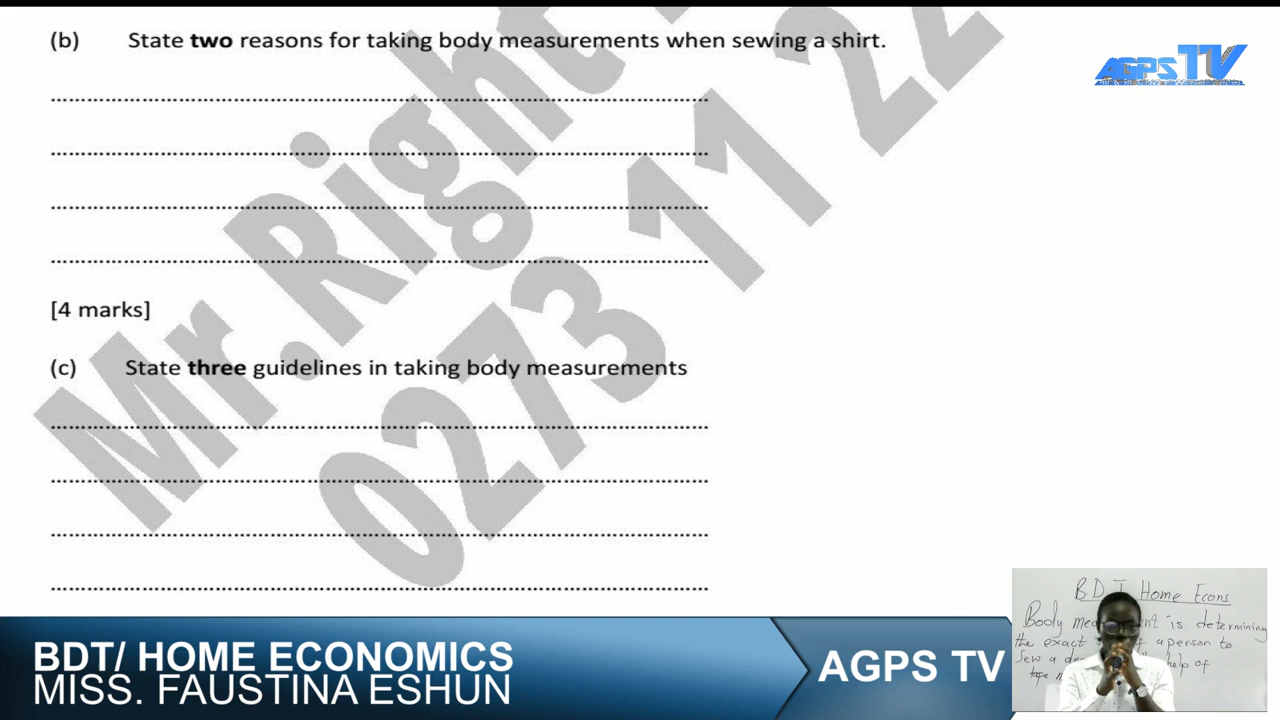 (b) State two reasons for taking body measurements when sewing a shirt.
AGPS TV
[4 marks]
(c) State three guidelines in taking body measurements
Mr.Right
0273 11 22
BDT/ HOME ECONOMICS
MISS. FAUSTINA ESHUN
AGPS TV
BDT Home Econs
Body is determining
the exact a person to
sew a help of
tape